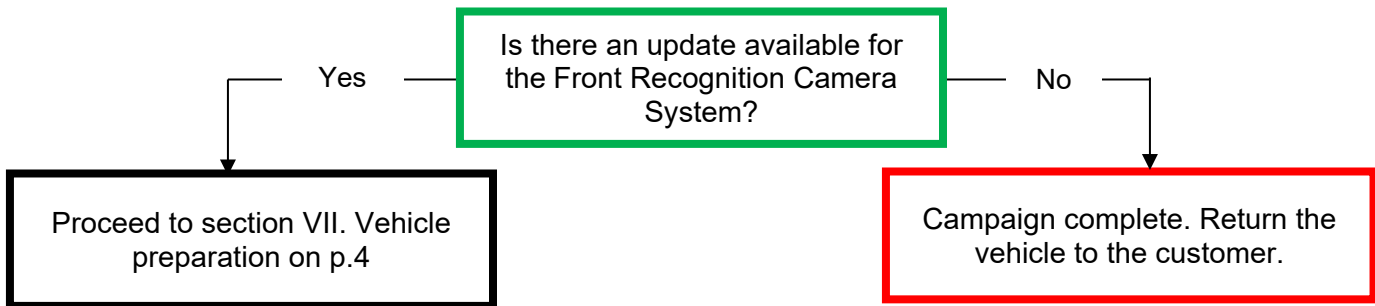 Is there an update available for
the Front Recognition Camera
System?
Yes
No
Proceed to section VII. Vehicle
preparation on p.4
Campaign complete. Return the
vehicle to the customer.